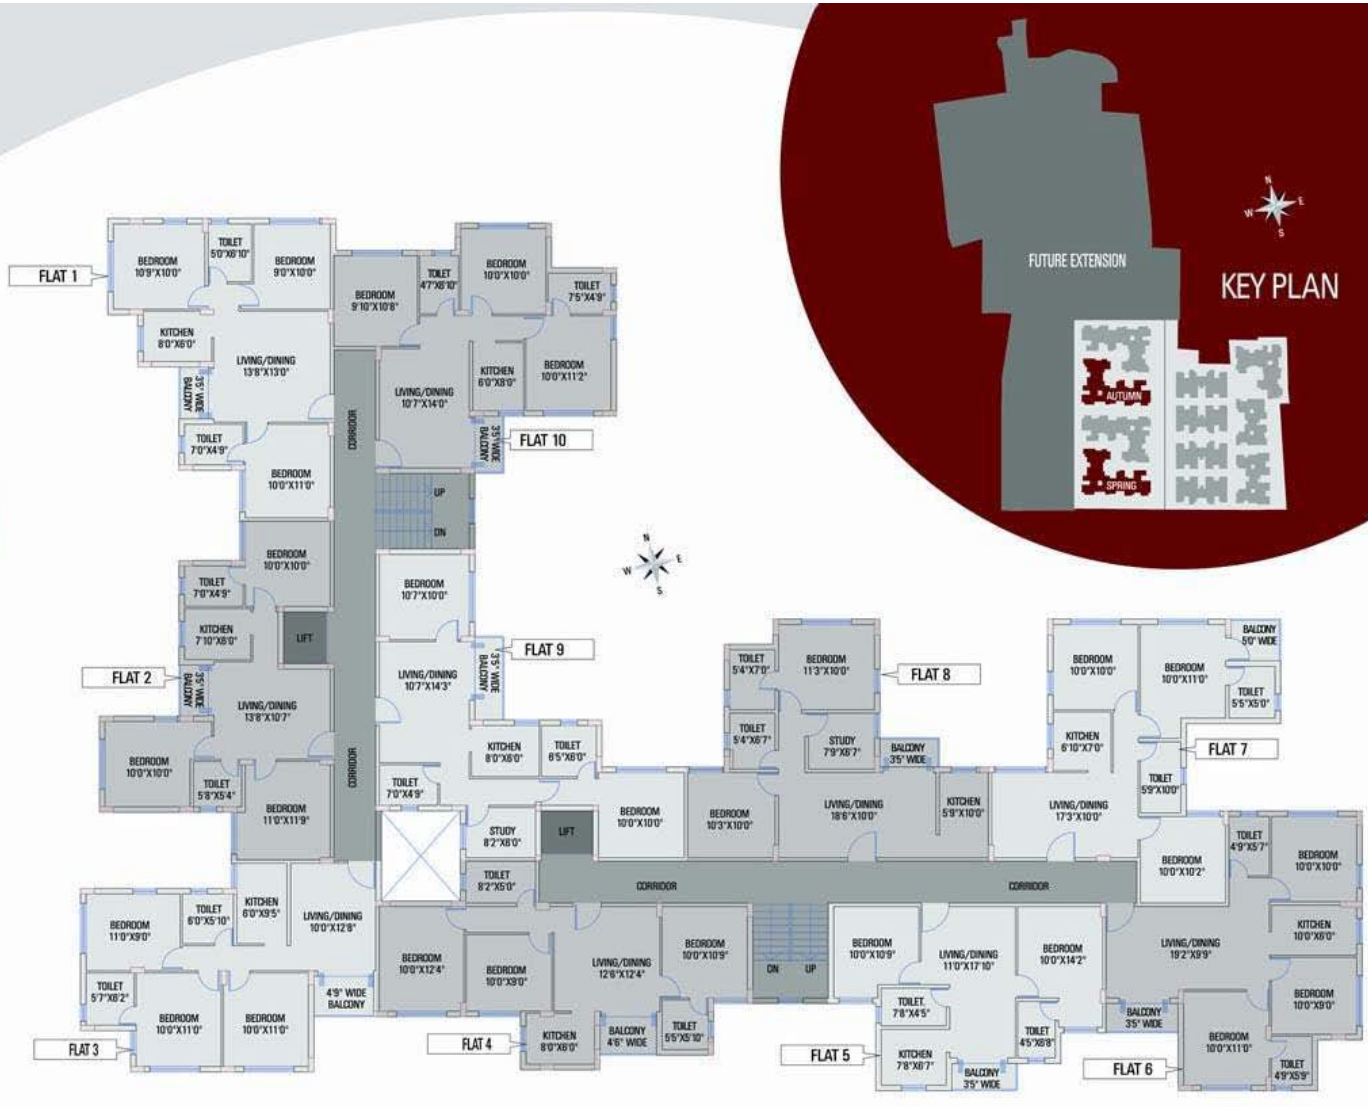 N
W E
S
FUTURE EXTENSION
KEY PLAN
AUTUMN
SPRING
FLAT 1
BEDROOM
10'9"X10'0"
TOILET
5'0"X6'10"
BEDROOM
9'0"X10'0"
KITCHEN
8'0"X6'0"
LIVING/DINING
13'8"X13'0"
BALCONY
3'5" WIDE
TOILET
7'0"X4'9"
BEDROOM
10'0"X11'0"
BEDROOM
9'10"X10'8"
TOILET
4'7"X6'10"
BEDROOM
10'0"X10'0"
TOILET
7'5"X4'9"
LIVING/DINING
10'7"X14'0"
KITCHEN
6'0"X8'0"
BEDROOM
10'0"X11'2"
BALCONY
3'5" WIDE
FLAT 10
CORRIDOR
UP
DN
BEDROOM
10'0"X10'0"
TOILET
7'0"X4'9"
KITCHEN
7'10"X6'0"
LIFT
FLAT 2
BALCONY
3'5" WIDE
LIVING/DINING
13'8"X10'7"
BEDROOM
10'0"X10'0"
TOILET
5'8"X5'4"
BEDROOM
11'0"X11'9"
CORRIDOR
BEDROOM
10'7"X10'0"
LIVING/DINING
10'7"X14'3"
BALCONY
3'5" WIDE
FLAT 9
KITCHEN
8'0"X6'0"
TOILET
6'5"X6'0"
TOILET
7'0"X4'9"
STUDY
8'2"X6'0"
LIFT
BEDROOM
10'0"X10'0"
N
W E
S
TOILET
5'4"X7'0"
BEDROOM
11'3"X10'0"
FLAT 8
TOILET
5'4"X6'7"
STUDY
7'9"X6'7"
BALCONY
3'5" WIDE
BEDROOM
10'3"X10'0"
LIVING/DINING
18'6"X10'0"
KITCHEN
5'9"X10'0"
BEDROOM
10'0"X10'0"
BEDROOM
10'0"X11'0"
BALCONY
5'0" WIDE
TOILET
5'5"X5'0"
KITCHEN
6'10"X7'0"
FLAT 7
TOILET
5'9"X10'0"
LIVING/DINING
17'3"X10'0"
BEDROOM
10'0"X10'2"
CORRIDOR
CORRIDOR
BEDROOM
11'0"X9'0"
TOILET
6'0"X5'10"
KITCHEN
6'0"X9'5"
LIVING/DINING
10'0"X12'8"
TOILET
5'7"X6'2"
BEDROOM
10'0"X11'0"
BEDROOM
10'0"X11'0"
4'9" WIDE
BALCONY
FLAT 3
TOILET
8'2"X5'0"
BEDROOM
10'0"X12'4"
BEDROOM
10'0"X9'0"
LIVING/DINING
12'6"X12'4"
BEDROOM
10'0"X10'9"
KITCHEN
8'0"X6'0"
BALCONY
4'6" WIDE
TOILET
5'5"X5'10"
FLAT 4
DN UP
BEDROOM
10'0"X10'9"
LIVING/DINING
11'0"X17'10"
BEDROOM
10'0"X14'2"
TOILET.
7'8"X4'5"
KITCHEN
7'8"X6'7"
TOILET
4'5"X6'8"
BALCONY
3'5" WIDE
FLAT 5
TOILET
4'9"X5'7"
BEDROOM
10'0"X10'0"
KITCHEN
10'0"X6'0"
LIVING/DINING
19'2"X9'9"
BEDROOM
10'0"X9'0"
BALCONY
3'5" WIDE
BEDROOM
10'0"X11'0"
TOILET
4'9"X5'9"
FLAT 6